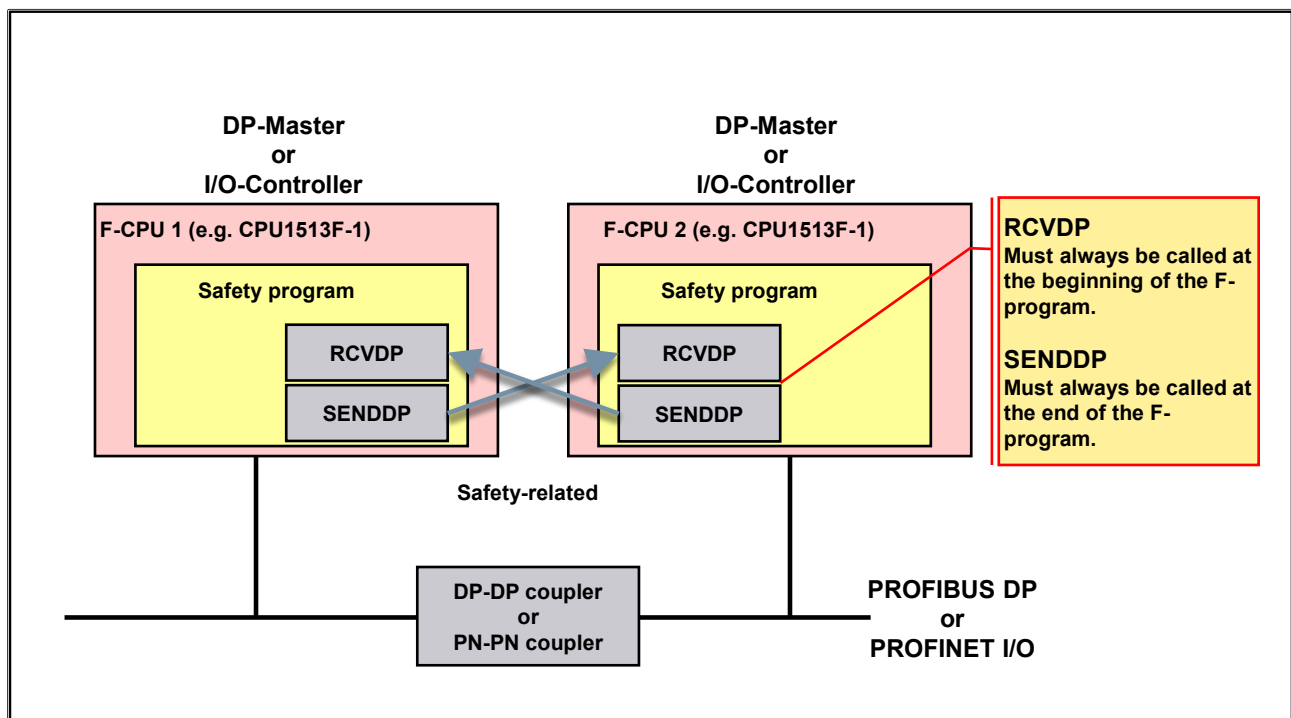 DP-Master
or
I/O-Controller
DP-Master
or
I/O-Controller
F-CPU 1 (e.g. CPU1513F-1)
Safety program
RCVDP
SENDDP
F-CPU 2 (e.g. CPU1513F-1)
Safety program
RCVDP
SENDDP
RCVDP
Must always be called at
the beginning of the F-
program.
SENDDP
Must always be called at
the end of the F-
program.
Safety-related
DP-DP coupler
or
PN-PN coupler
PROFIBUS DP
or
PROFINET I/O